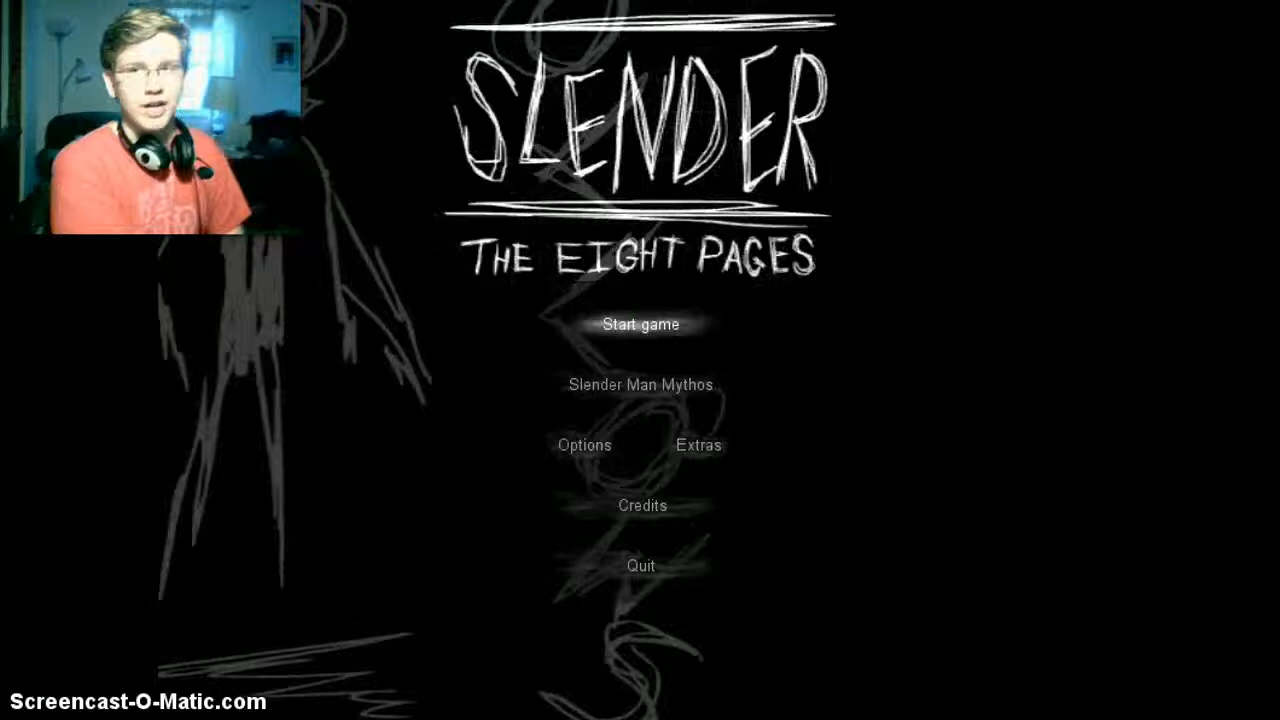 SLENDER
THE EIGHT PAGES
Start game
Slender Man Mythos
Options Extras
Credits
Quit
Screencast-O-Matic.com